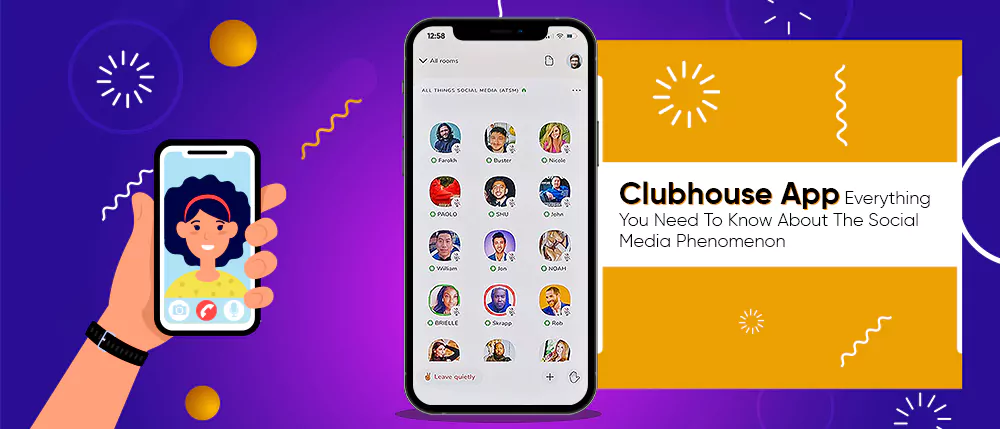 12:58
All rooms
ALL THINGS SOCIAL MEDIA (ATSM)
Farokh Buster Nicole
PAOLO SHU John
William Jon NOAH
BRIELLE Skrapp Rob
Leave quietly
Clubhouse App Everything
You Need To Know About The Social
Media Phenomenon